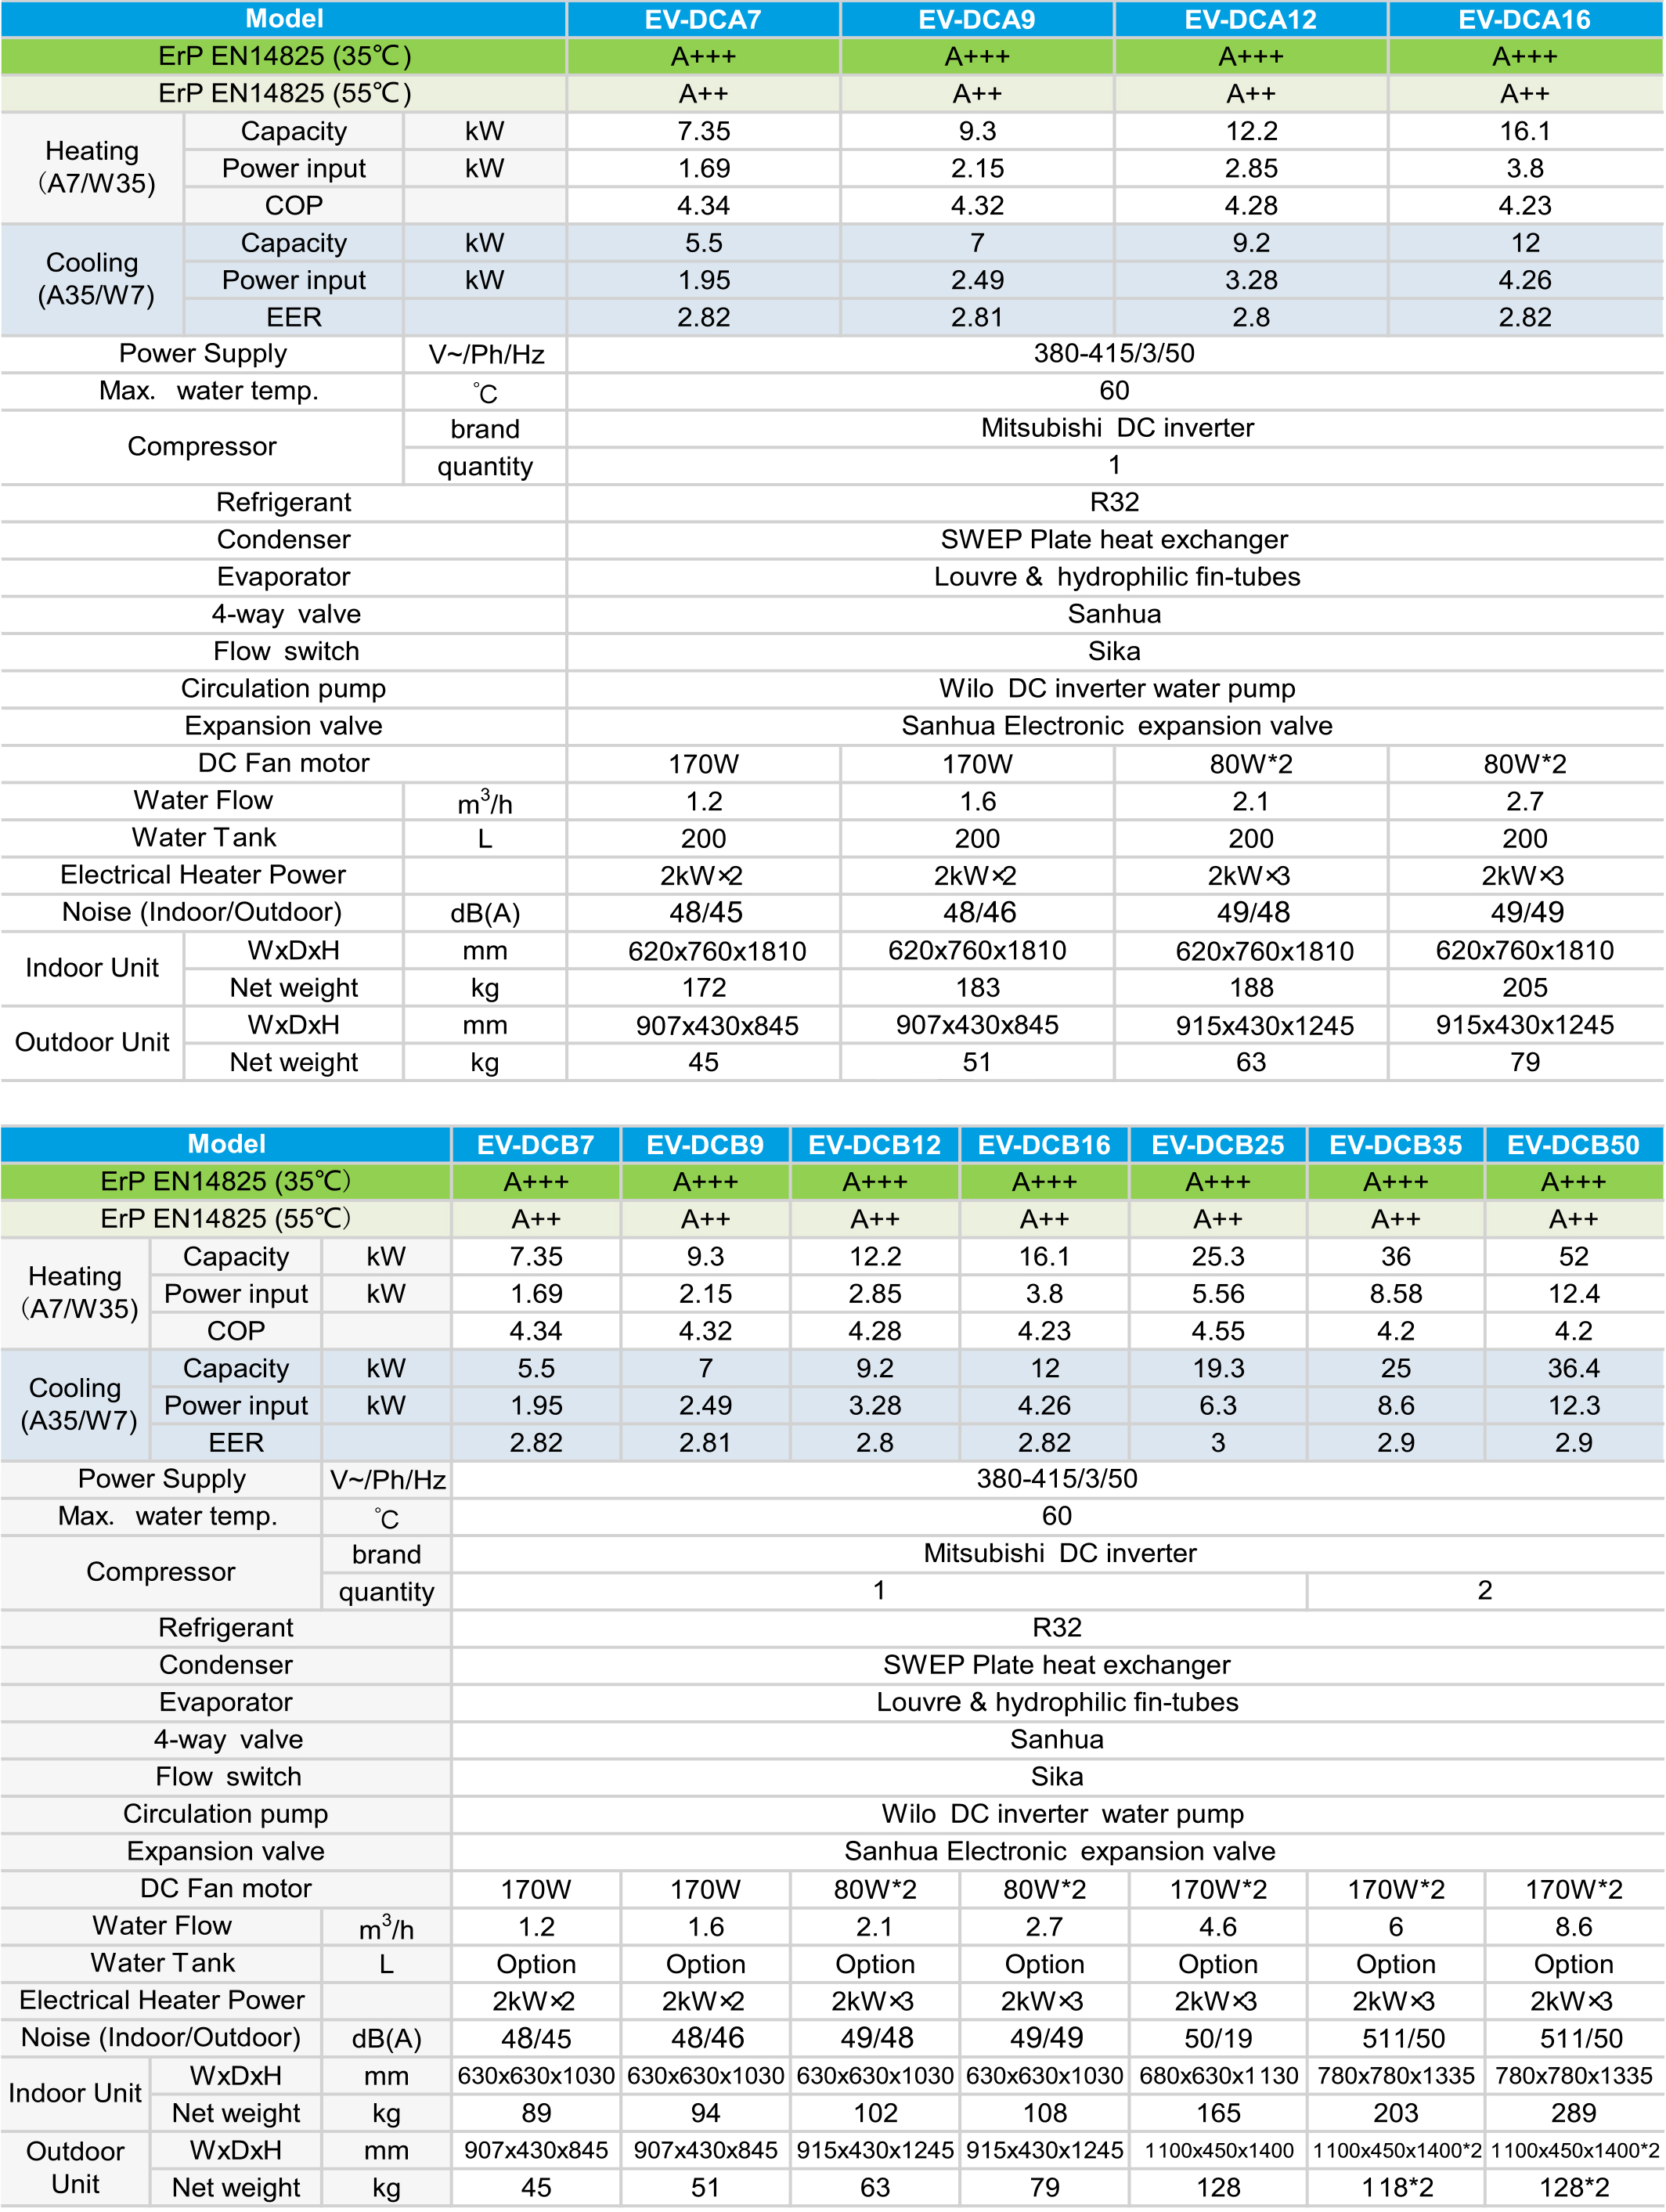 Model EV-DCA7 EV-DCA9 EV-DCA12 EV-DCA16
ErP EN14825 (35℃) A+++ A+++ A+++ A+++
ErP EN14825 (55℃) A++ A++ A++ A++
Heating (A7/W35) Capacity kW 7.35 9.3 12.2 16.1
Power input kW 1.69 2.15 2.85 3.8
COP 4.34 4.32 4.28 4.23
Cooling (A35/W7) Capacity kW 5.5 7 9.2 12
Power input kW 1.95 2.49 3.28 4.26
EER 2.82 2.81 2.8 2.82
Power Supply V~/Ph/Hz 380-415/3/50
Max. water temp. ℃ 60
Compressor brand Mitsubishi DC inverter
quantity 1
Refrigerant R32
Condenser SWEP Plate heat exchanger
Evaporator Louvre & hydrophilic fin-tubes
4-way valve Sanhua
Flow switch Sika
Circulation pump Wilo DC inverter water pump
Expansion valve Sanhua Electronic expansion valve
DC Fan motor 170W 170W 80W*2 80W*2
Water Flow m³/h 1.2 1.6 2.1 2.7
Water Tank L 200 200 200 200
Electrical Heater Power 2kW×2 2kW×2 2kW×3 2kW×3
Noise (Indoor/Outdoor) dB(A) 48/45 48/46 49/48 49/49
Indoor Unit WxDxH mm 620x760x1810 620x760x1810 620x760x1810 620x760x1810
Net weight kg 172 183 188 205
Outdoor Unit WxDxH mm 907x430x845 907x430x845 915x430x1245 915x430x1245
Net weight kg 45 51 63 79
Model EV-DCB7 EV-DCB9 EV-DCB12 EV-DCB16 EV-DCB25 EV-DCB35 EV-DCB50
ErP EN14825 (35℃) A+++ A+++ A+++ A+++ A+++ A+++ A+++
ErP EN14825 (55℃) A++ A++ A++ A++ A++ A++ A++
Heating (A7/W35) Capacity kW 7.35 9.3 12.2 16.1 25.3 36 52
Power input kW 1.69 2.15 2.85 3.8 5.56 8.58 12.4
COP 4.34 4.32 4.28 4.23 4.55 4.2 4.2
Cooling (A35/W7) Capacity kW 5.5 7 9.2 12 19.3 25 36.4
Power input kW 1.95 2.49 3.28 4.26 6.3 8.6 12.3
EER 2.82 2.81 2.8 2.82 3 2.9 2.9
Power Supply V~/Ph/Hz 380-415/3/50
Max. water temp. ℃ 60
Compressor brand Mitsubishi DC inverter
quantity 1 2
Refrigerant R32
Condenser SWEP Plate heat exchanger
Evaporator Louvre & hydrophilic fin-tubes
4-way valve Sanhua
Flow switch Sika
Circulation pump Wilo DC inverter water pump
Expansion valve Sanhua Electronic expansion valve
DC Fan motor 170W 170W 80W*2 80W*2 170W*2 170W*2 170W*2
Water Flow m³/h 1.2 1.6 2.1 2.7 4.6 6 8.6
Water Tank L Option Option Option Option Option Option Option
Electrical Heater Power 2kW×2 2kW×2 2kW×3 2kW×3 2kW×3 2kW×3 2kW×3
Noise (Indoor/Outdoor) dB(A) 48/45 48/46 49/48 49/49 50/19 511/50 511/50
Indoor Unit WxDxH mm 630x630x1030 630x630x1030 630x630x1030 630x630x1030 680x630x1130 780x780x1335 780x780x1335
Net weight kg 89 94 102 108 165 203 289
Outdoor Unit WxDxH mm 907x430x845 907x430x845 915x430x1245 915x430x1245 1100x450x1400 1100x450x1400*2 1100x450x1400*2
Net weight kg 45 51 63 79 128 118*2 128*2